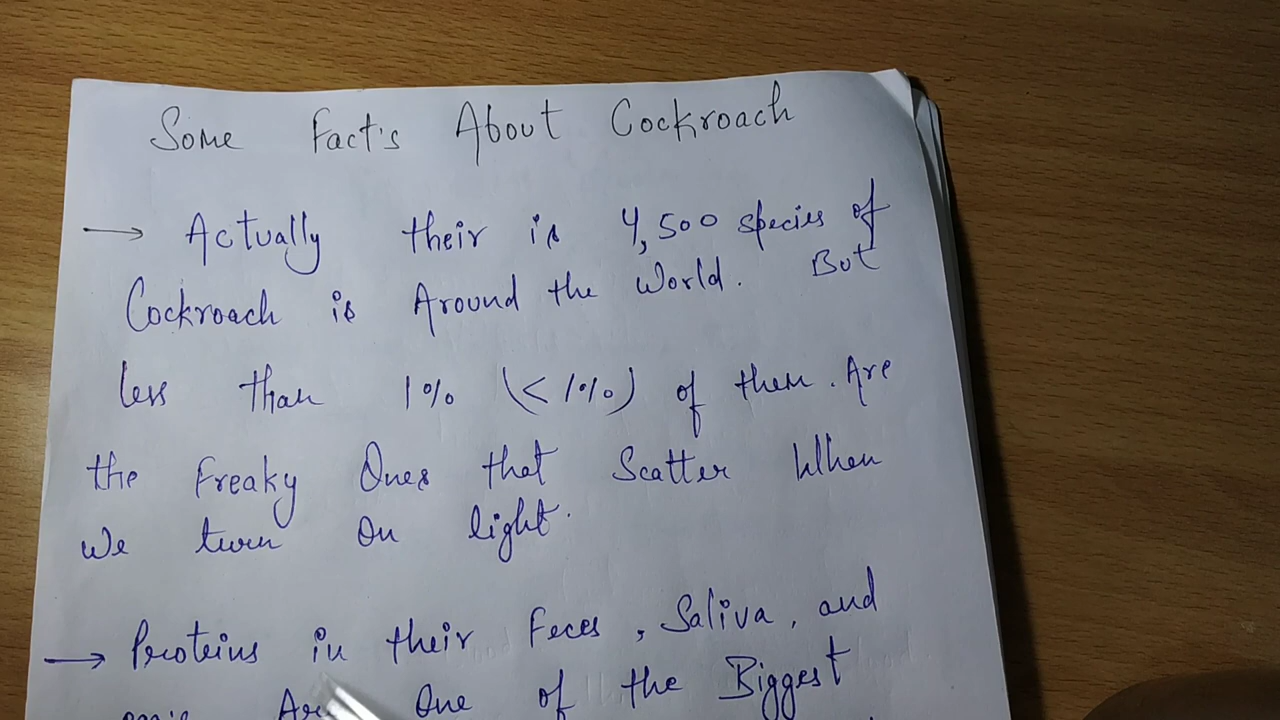 Some Fact's About Cockroach
→ Actually their is 4,500 species of
Cockroach is Around the World. But
less than 1% (<1%) of them. Are
the Freaky Ones that Scatter When
We turn on light.
→ Proteins in their Feces, Saliva, and
Are One of the Biggest